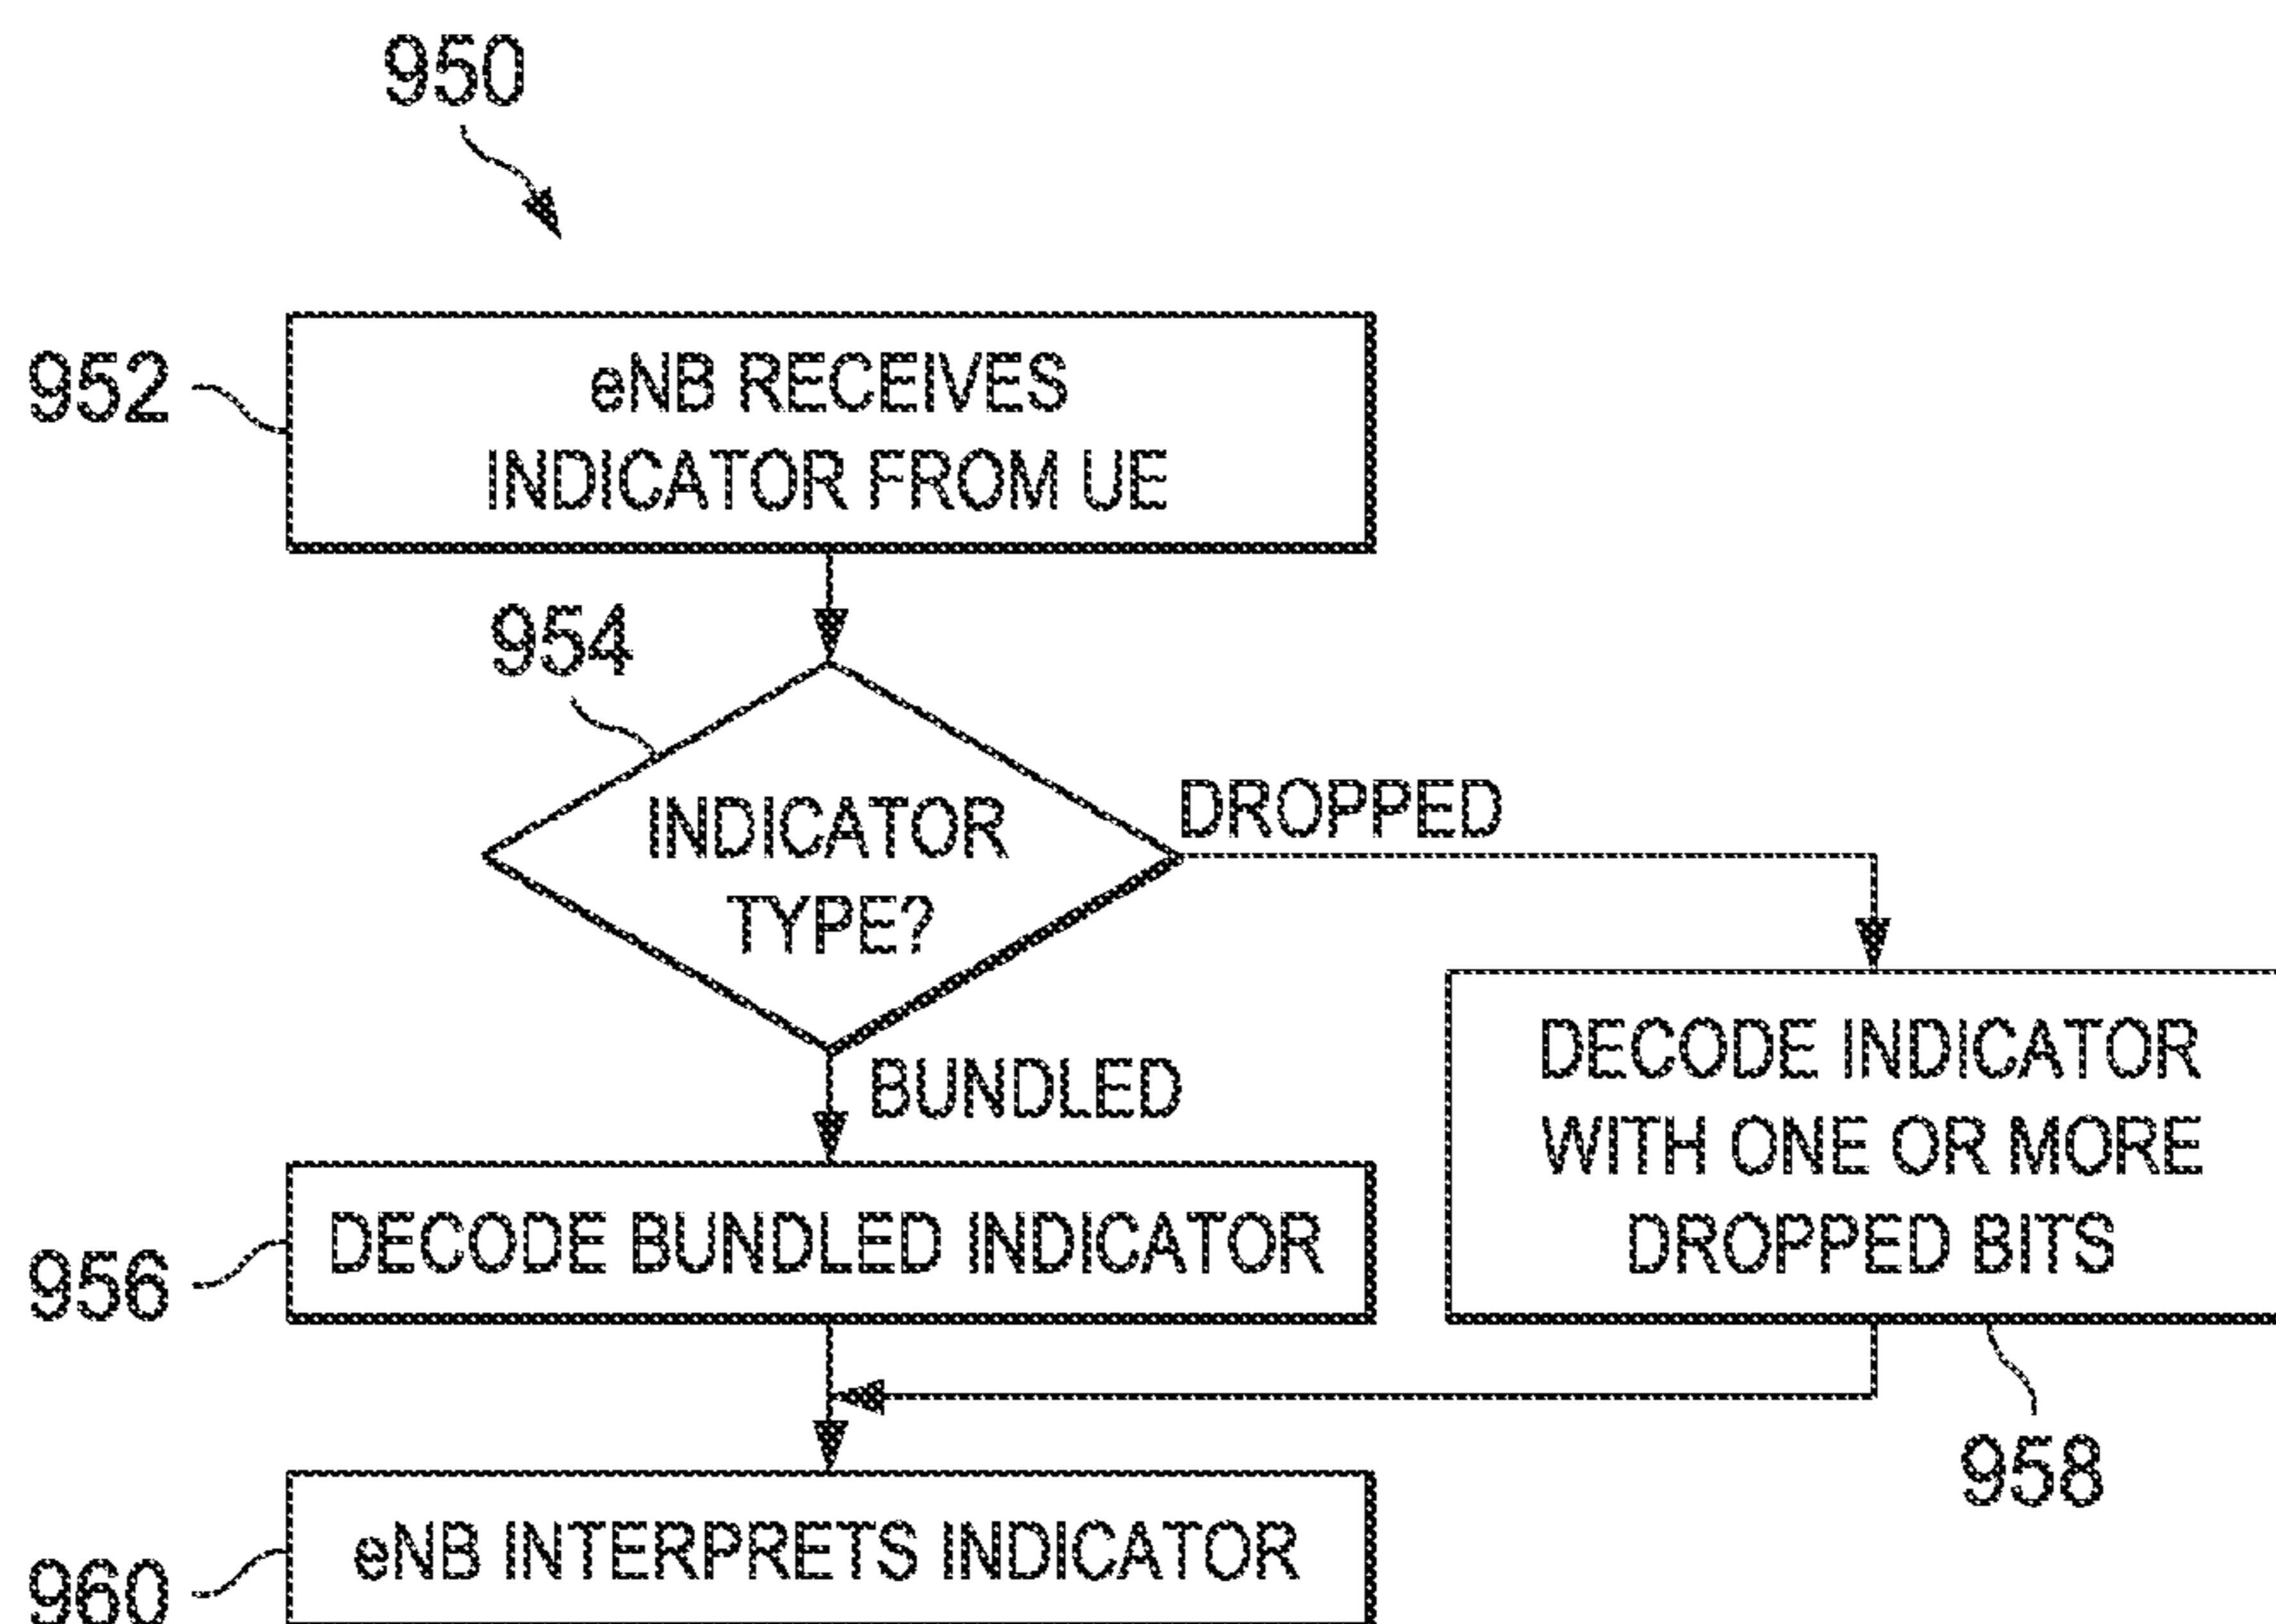 950
952
eNB RECEIVES
INDICATOR FROM UE
954
INDICATOR
TYPE?
DROPPED
BUNDLED
DECODE INDICATOR
WITH ONE OR MORE
DROPPED BITS
956
DECODE BUNDLED INDICATOR
958
960
eNB INTERPRETS INDICATOR